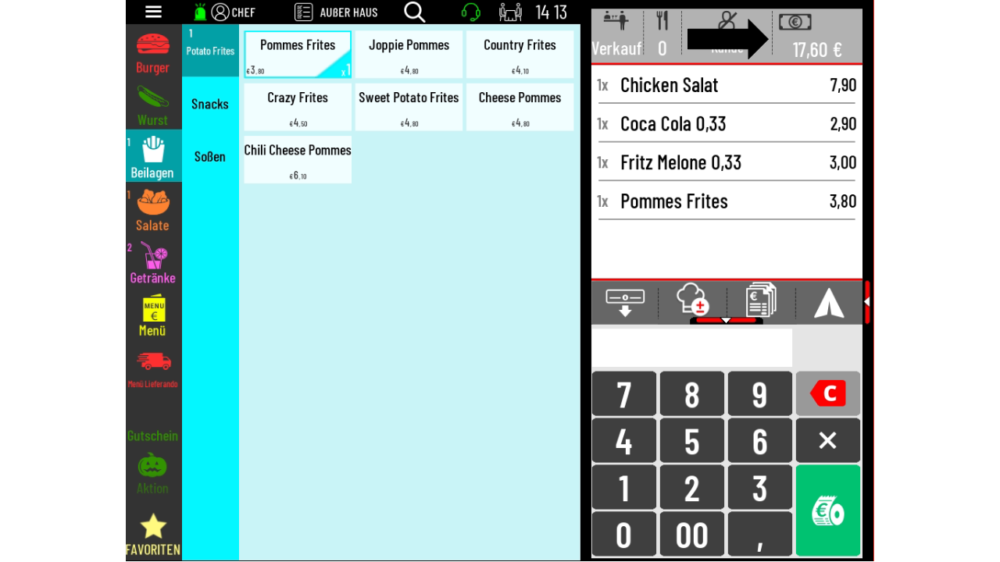 CHEF
AUßER HAUS
14 13
Burger
Wurst
1
Beilagen
1
Salate
2
Getränke
MENU
€
Menü
Menü Lieferando
Gutschein
Aktion
FAVORITEN
1
Potato Frites
Snacks
Soßen
Pommes Frites
€3,80
x1
Joppie Pommes
€4,80
Country Frites
€4,10
Crazy Frites
€4,50
Sweet Potato Frites
€4,80
Cheese Pommes
€4,80
Chili Cheese Pommes
€6,10
Verkauf
0
17,60 €
1x Chicken Salat 7,90
1x Coca Cola 0,33 2,90
1x Fritz Melone 0,33 3,00
1x Pommes Frites 3,80
7 8 9 C
4 5 6 ×
1 2 3
0 00 ,